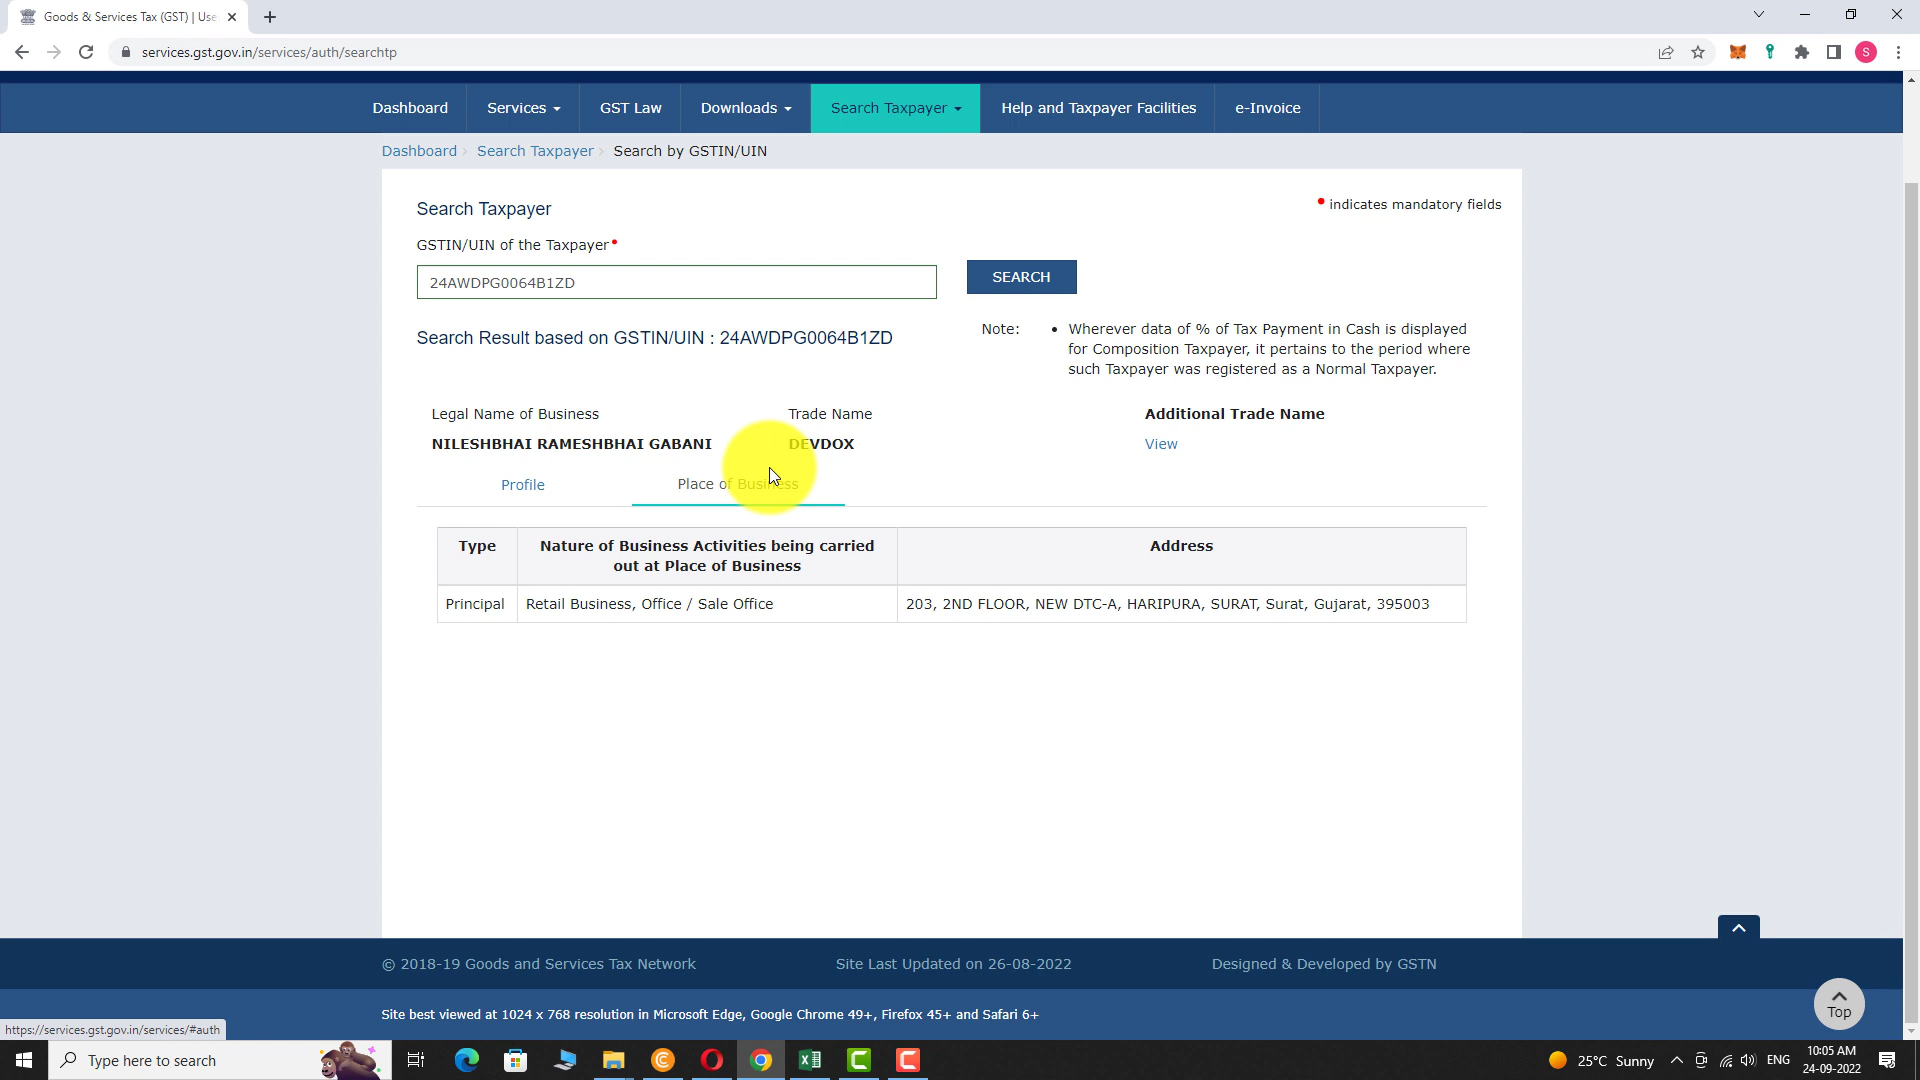 Goods & Services Tax (GST) | Use
services.gst.gov.in/services/auth/searchtp
S
Dashboard Services GST Law Downloads Search Taxpayer Help and Taxpayer Facilities e-Invoice
Dashboard Search Taxpayer Search by GSTIN/UIN
Search Taxpayer
• indicates mandatory fields
GSTIN/UIN of the Taxpayer•
24AWDPG0064B1ZD
SEARCH
Search Result based on GSTIN/UIN : 24AWDPG0064B1ZD
Note: • Wherever data of % of Tax Payment in Cash is displayed
for Composition Taxpayer, it pertains to the period where
such Taxpayer was registered as a Normal Taxpayer.
Legal Name of Business Trade Name Additional Trade Name
NILESHBHAI RAMESHBHAI GABANI DEVDOX View
Profile Place of Business
Type Nature of Business Activities being carried Address
out at Place of Business
Principal Retail Business, Office / Sale Office 203, 2ND FLOOR, NEW DTC-A, HARIPURA, SURAT, Surat, Gujarat, 395003
© 2018-19 Goods and Services Tax Network Site Last Updated on 26-08-2022 Designed & Developed by GSTN
Top
Site best viewed at 1024 x 768 resolution in Microsoft Edge, Google Chrome 49+, Firefox 45+ and Safari 6+
https://services.gst.gov.in/services/#auth
Type here to search
25°C Sunny ENG
10:05 AM
24-09-2022